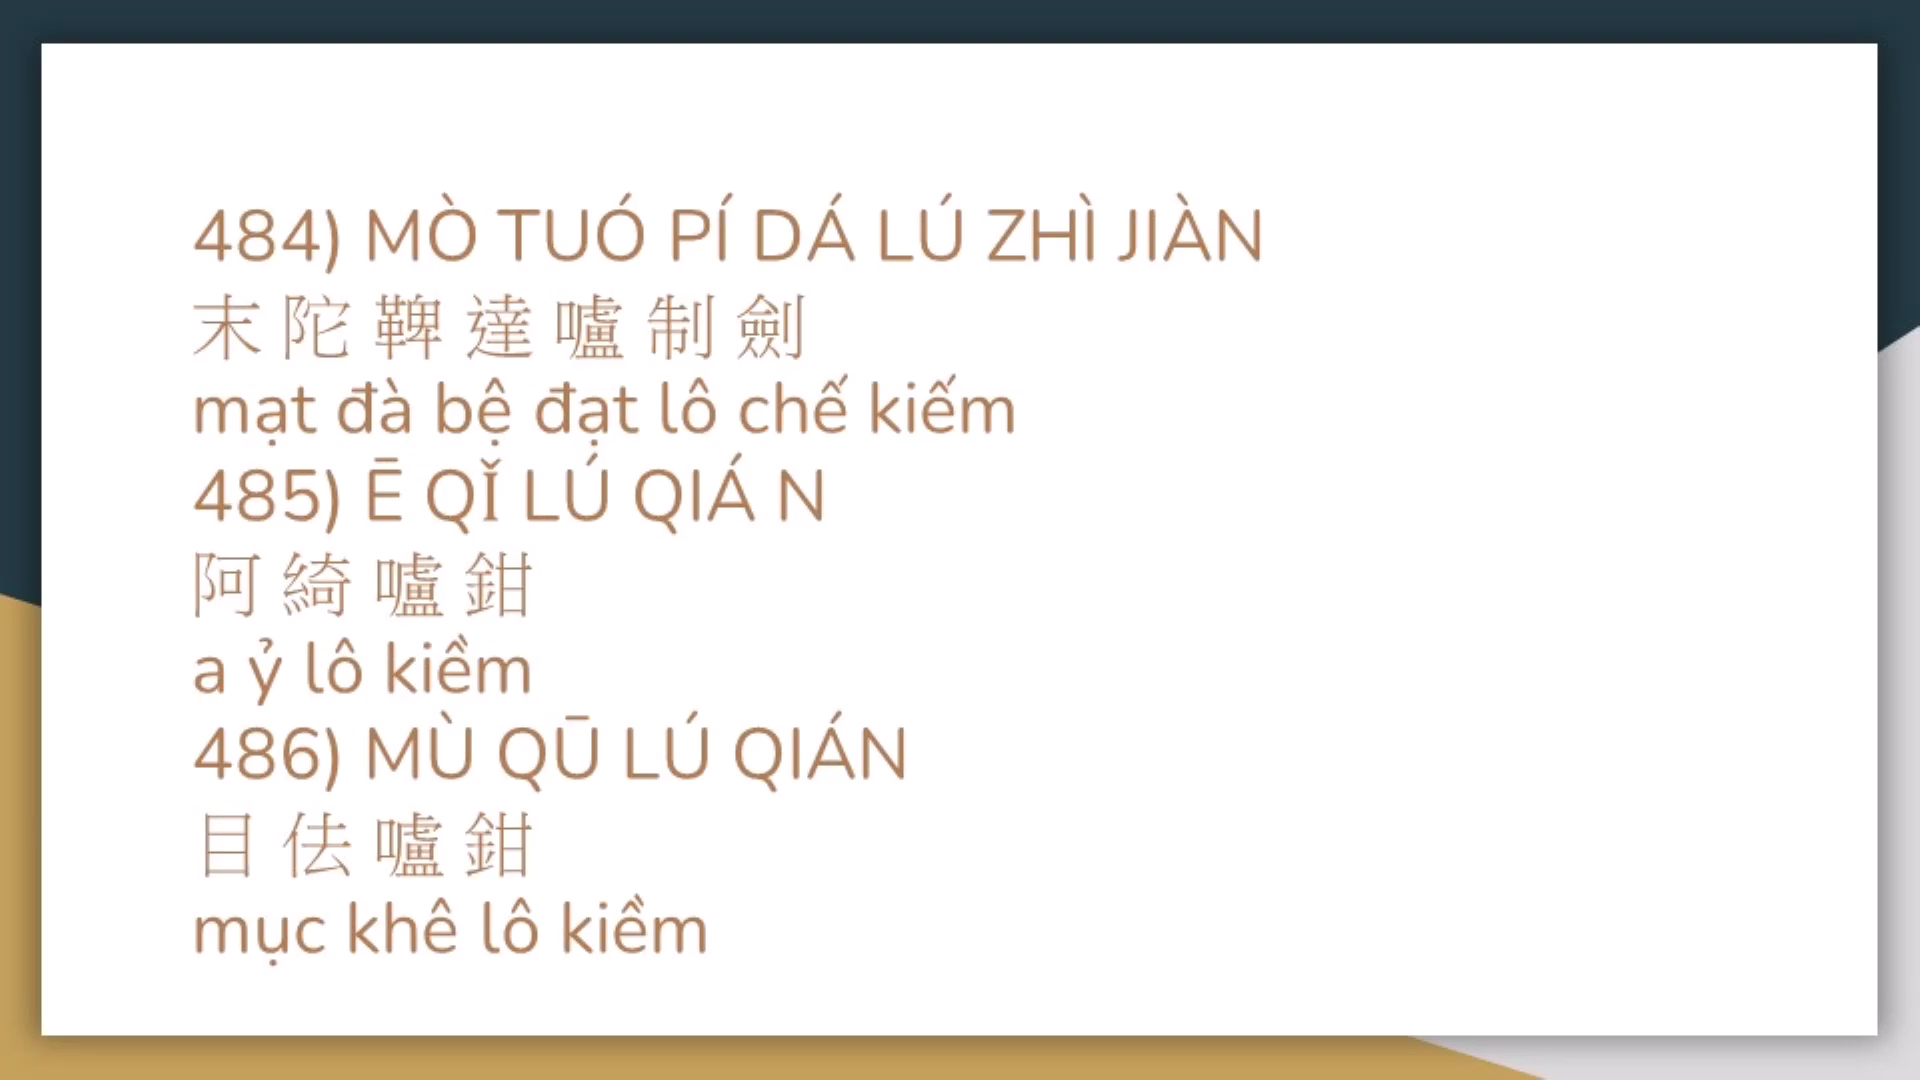 484) MÒ TUÓ PÍ DÁ LÚ ZHÌ JIÀN
末 陀 鞞 達 嚧 制 劍
mạt đà bệ đạt lô chế kiếm
485) Ē QǏ LÚ QIÁ N
阿 綺 嚧 鉗
a ỷ lô kiềm
486) MÙ QŪ LÚ QIÁN
目 佉 嚧 鉗
mục khê lô kiềm